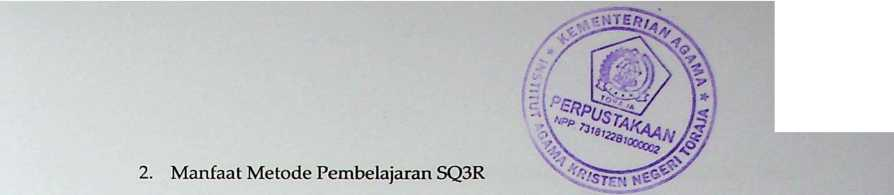 KEMENTERIAN AGAMA
INSTITUT AGAMA KRISTEN NEGERI TORAJA
TORAJA
PERPUSTAKAAN
NPP. 7318122B1000002
2. Manfaat Metode Pembelajaran SQ3R